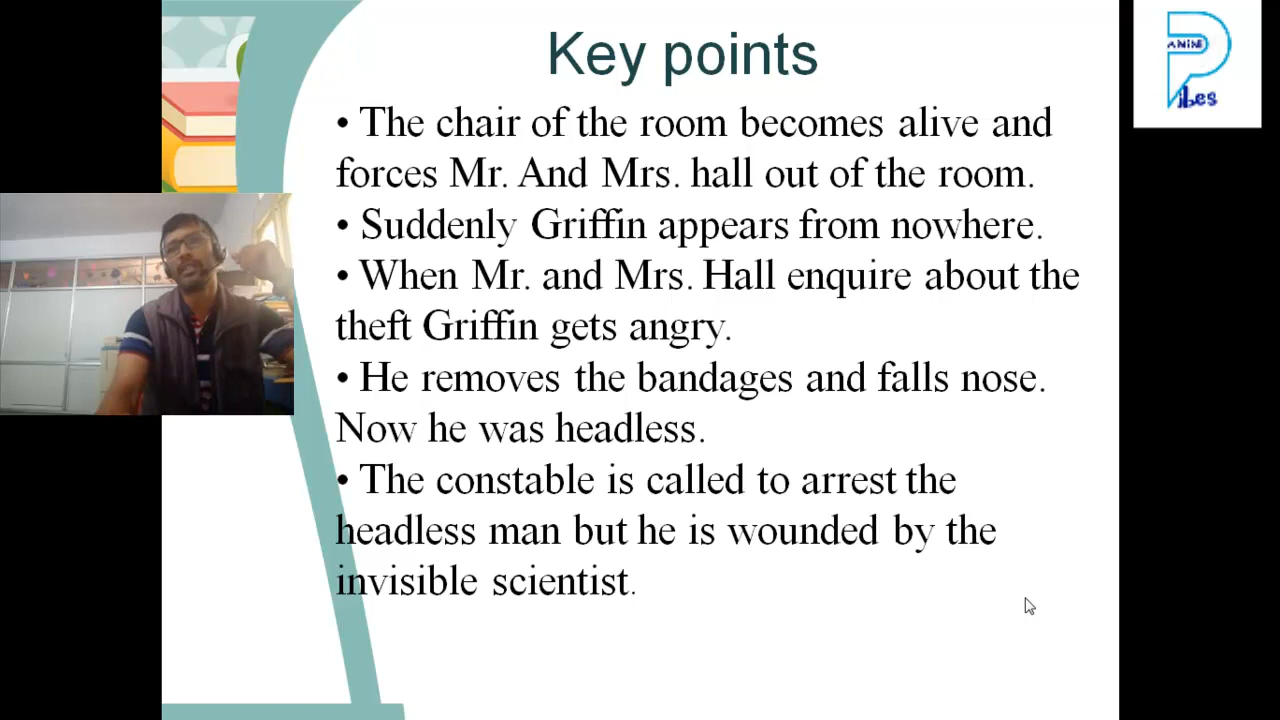 Key points
• The chair of the room becomes alive and
forces Mr. And Mrs. hall out of the room.
• Suddenly Griffin appears from nowhere.
• When Mr. and Mrs. Hall enquire about the
theft Griffin gets angry.
• He removes the bandages and falls nose.
Now he was headless.
• The constable is called to arrest the
headless man but he is wounded by the
invisible scientist.